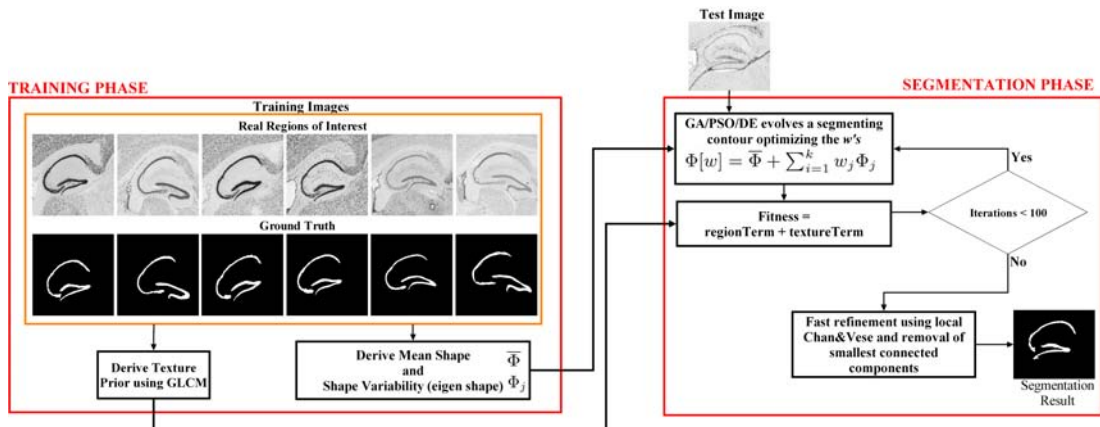 Test Image
TRAINING PHASE
SEGMENTATION PHASE
Training Images
Real Regions of Interest
Ground Truth
Derive Texture
Prior using GLCM
Derive Mean Shape
and
Shape Variability (eigen shape)
Φ̅
Φ_j
GA/PSO/DE evolves a segmenting
contour optimizing the w's
Φ[w] = Φ̅ + ∑_{i=1}^{k} w_jΦ_j
Fitness =
regionTerm + textureTerm
Iterations < 100
Yes
No
Fast refinement using local
Chan&Vese and removal of
smallest connected
components
Segmentation
Result